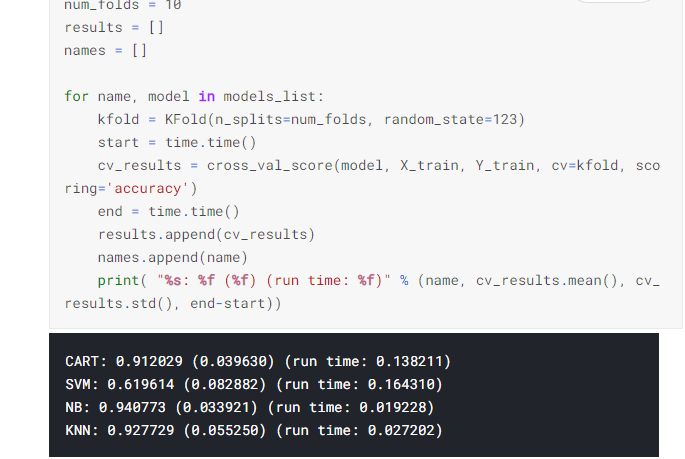 num_folds = 10
results = []
names = []
for name, model in models_list:
    kfold = KFold(n_splits=num_folds, random_state=123)
    start = time.time()
    cv_results = cross_val_score(model, X_train, Y_train, cv=kfold, sco
ring='accuracy')
    end = time.time()
    results.append(cv_results)
    names.append(name)
    print( "%s: %f (%f) (run time: %f)" % (name, cv_results.mean(), cv_
results.std(), end-start))
CART: 0.912029 (0.039630) (run time: 0.138211)
SVM: 0.619614 (0.082882) (run time: 0.164310)
NB: 0.940773 (0.033921) (run time: 0.019228)
KNN: 0.927729 (0.055250) (run time: 0.027202)